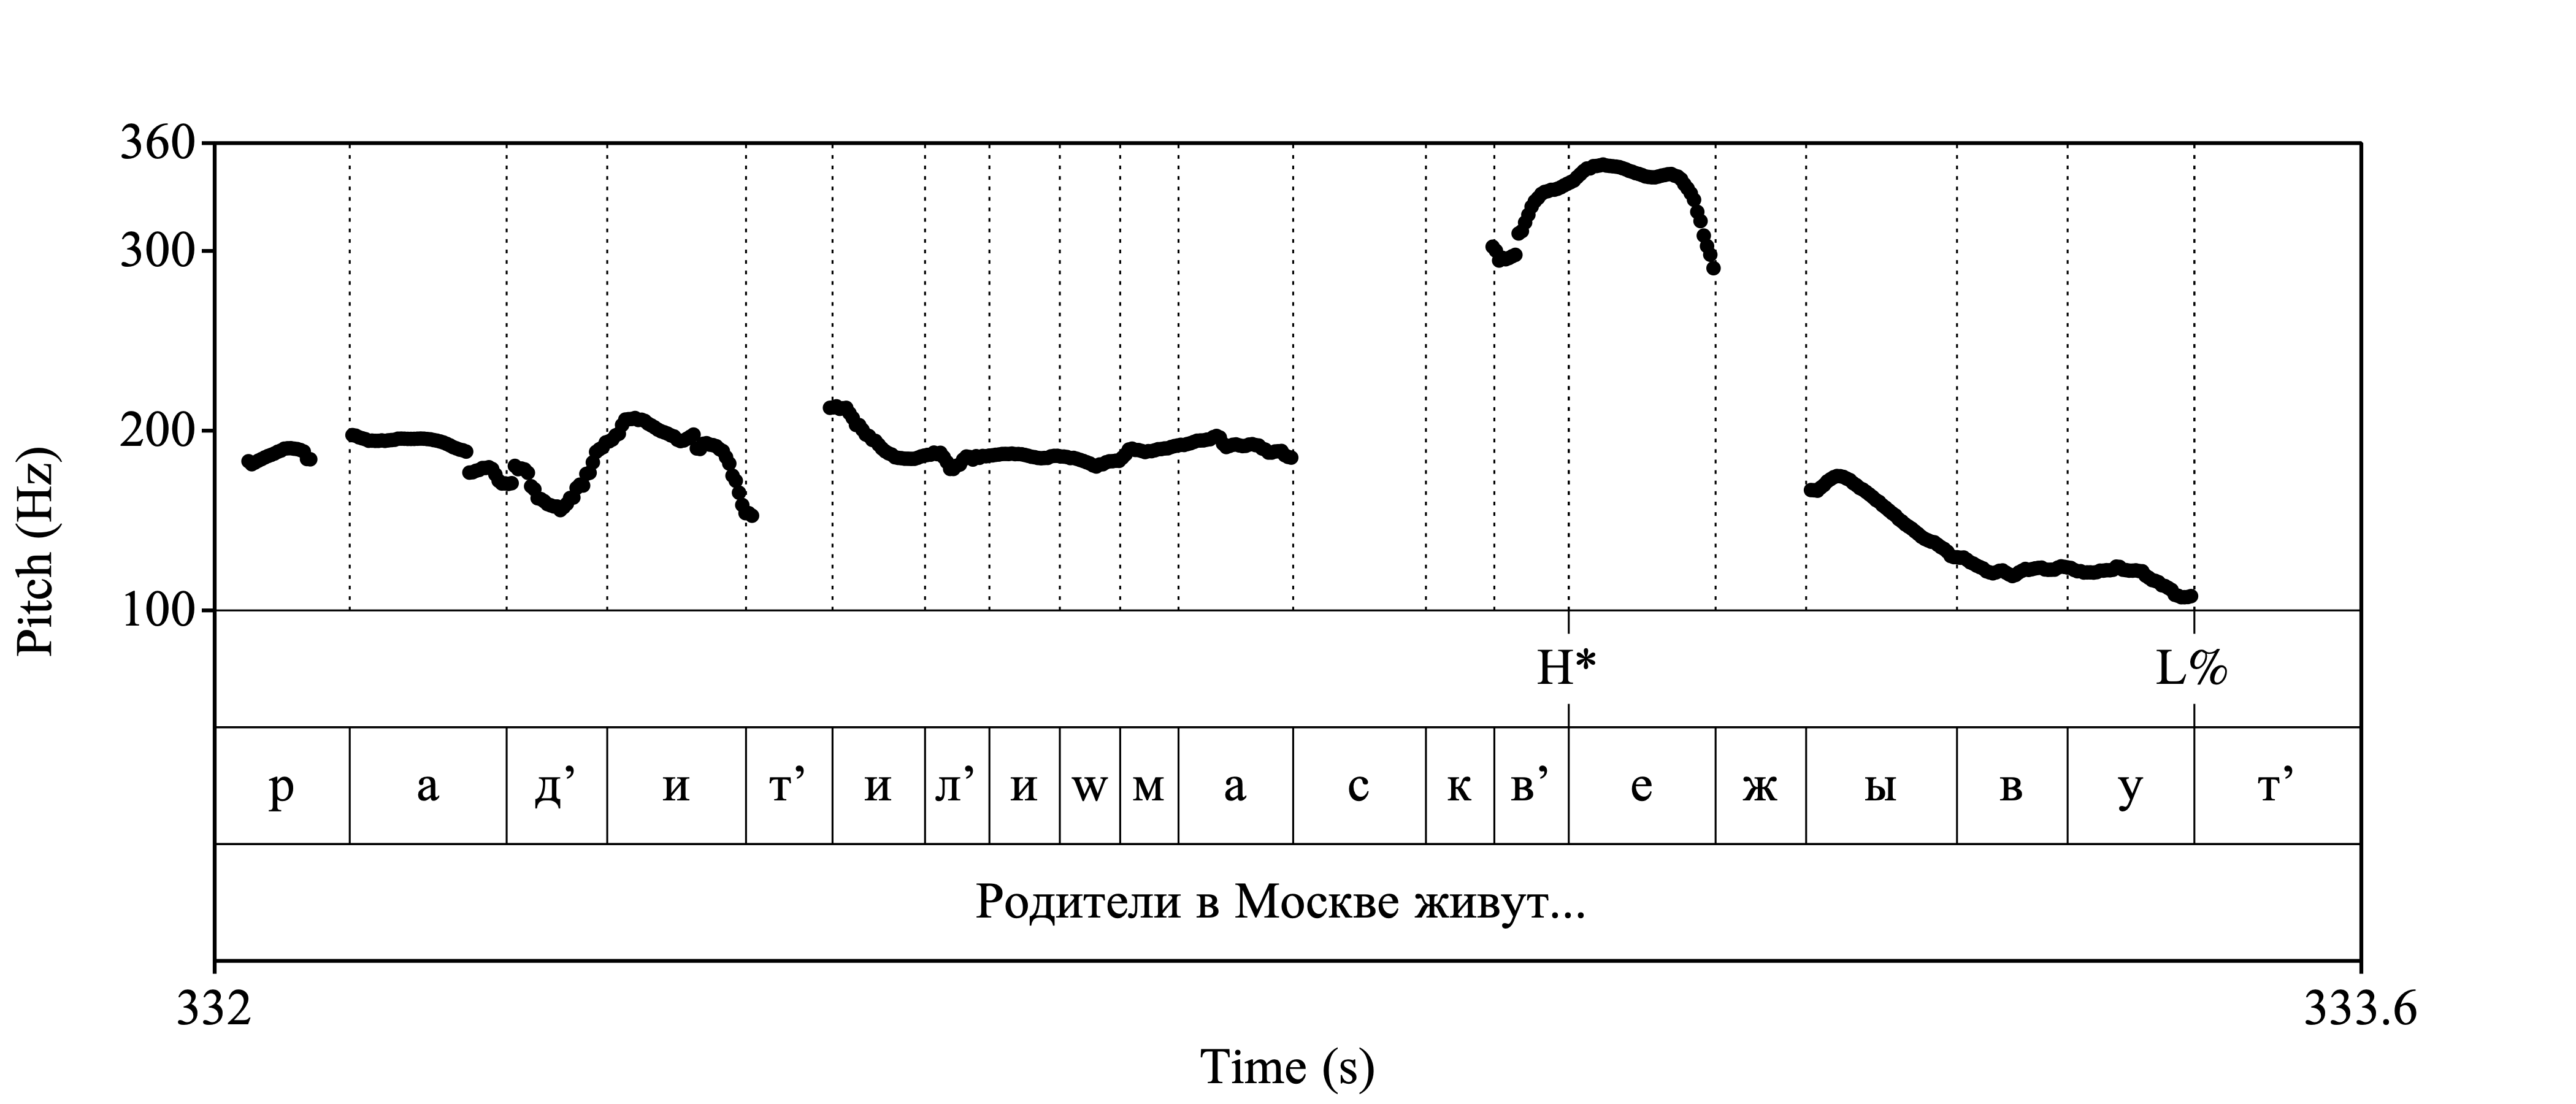 360
300
200
100
Pitch (Hz)
H* L%
р а д’ и т’ и л’ и w м а с к в’ е ж ы в у т’
Родители в Москве живут...
332 333.6
Time (s)